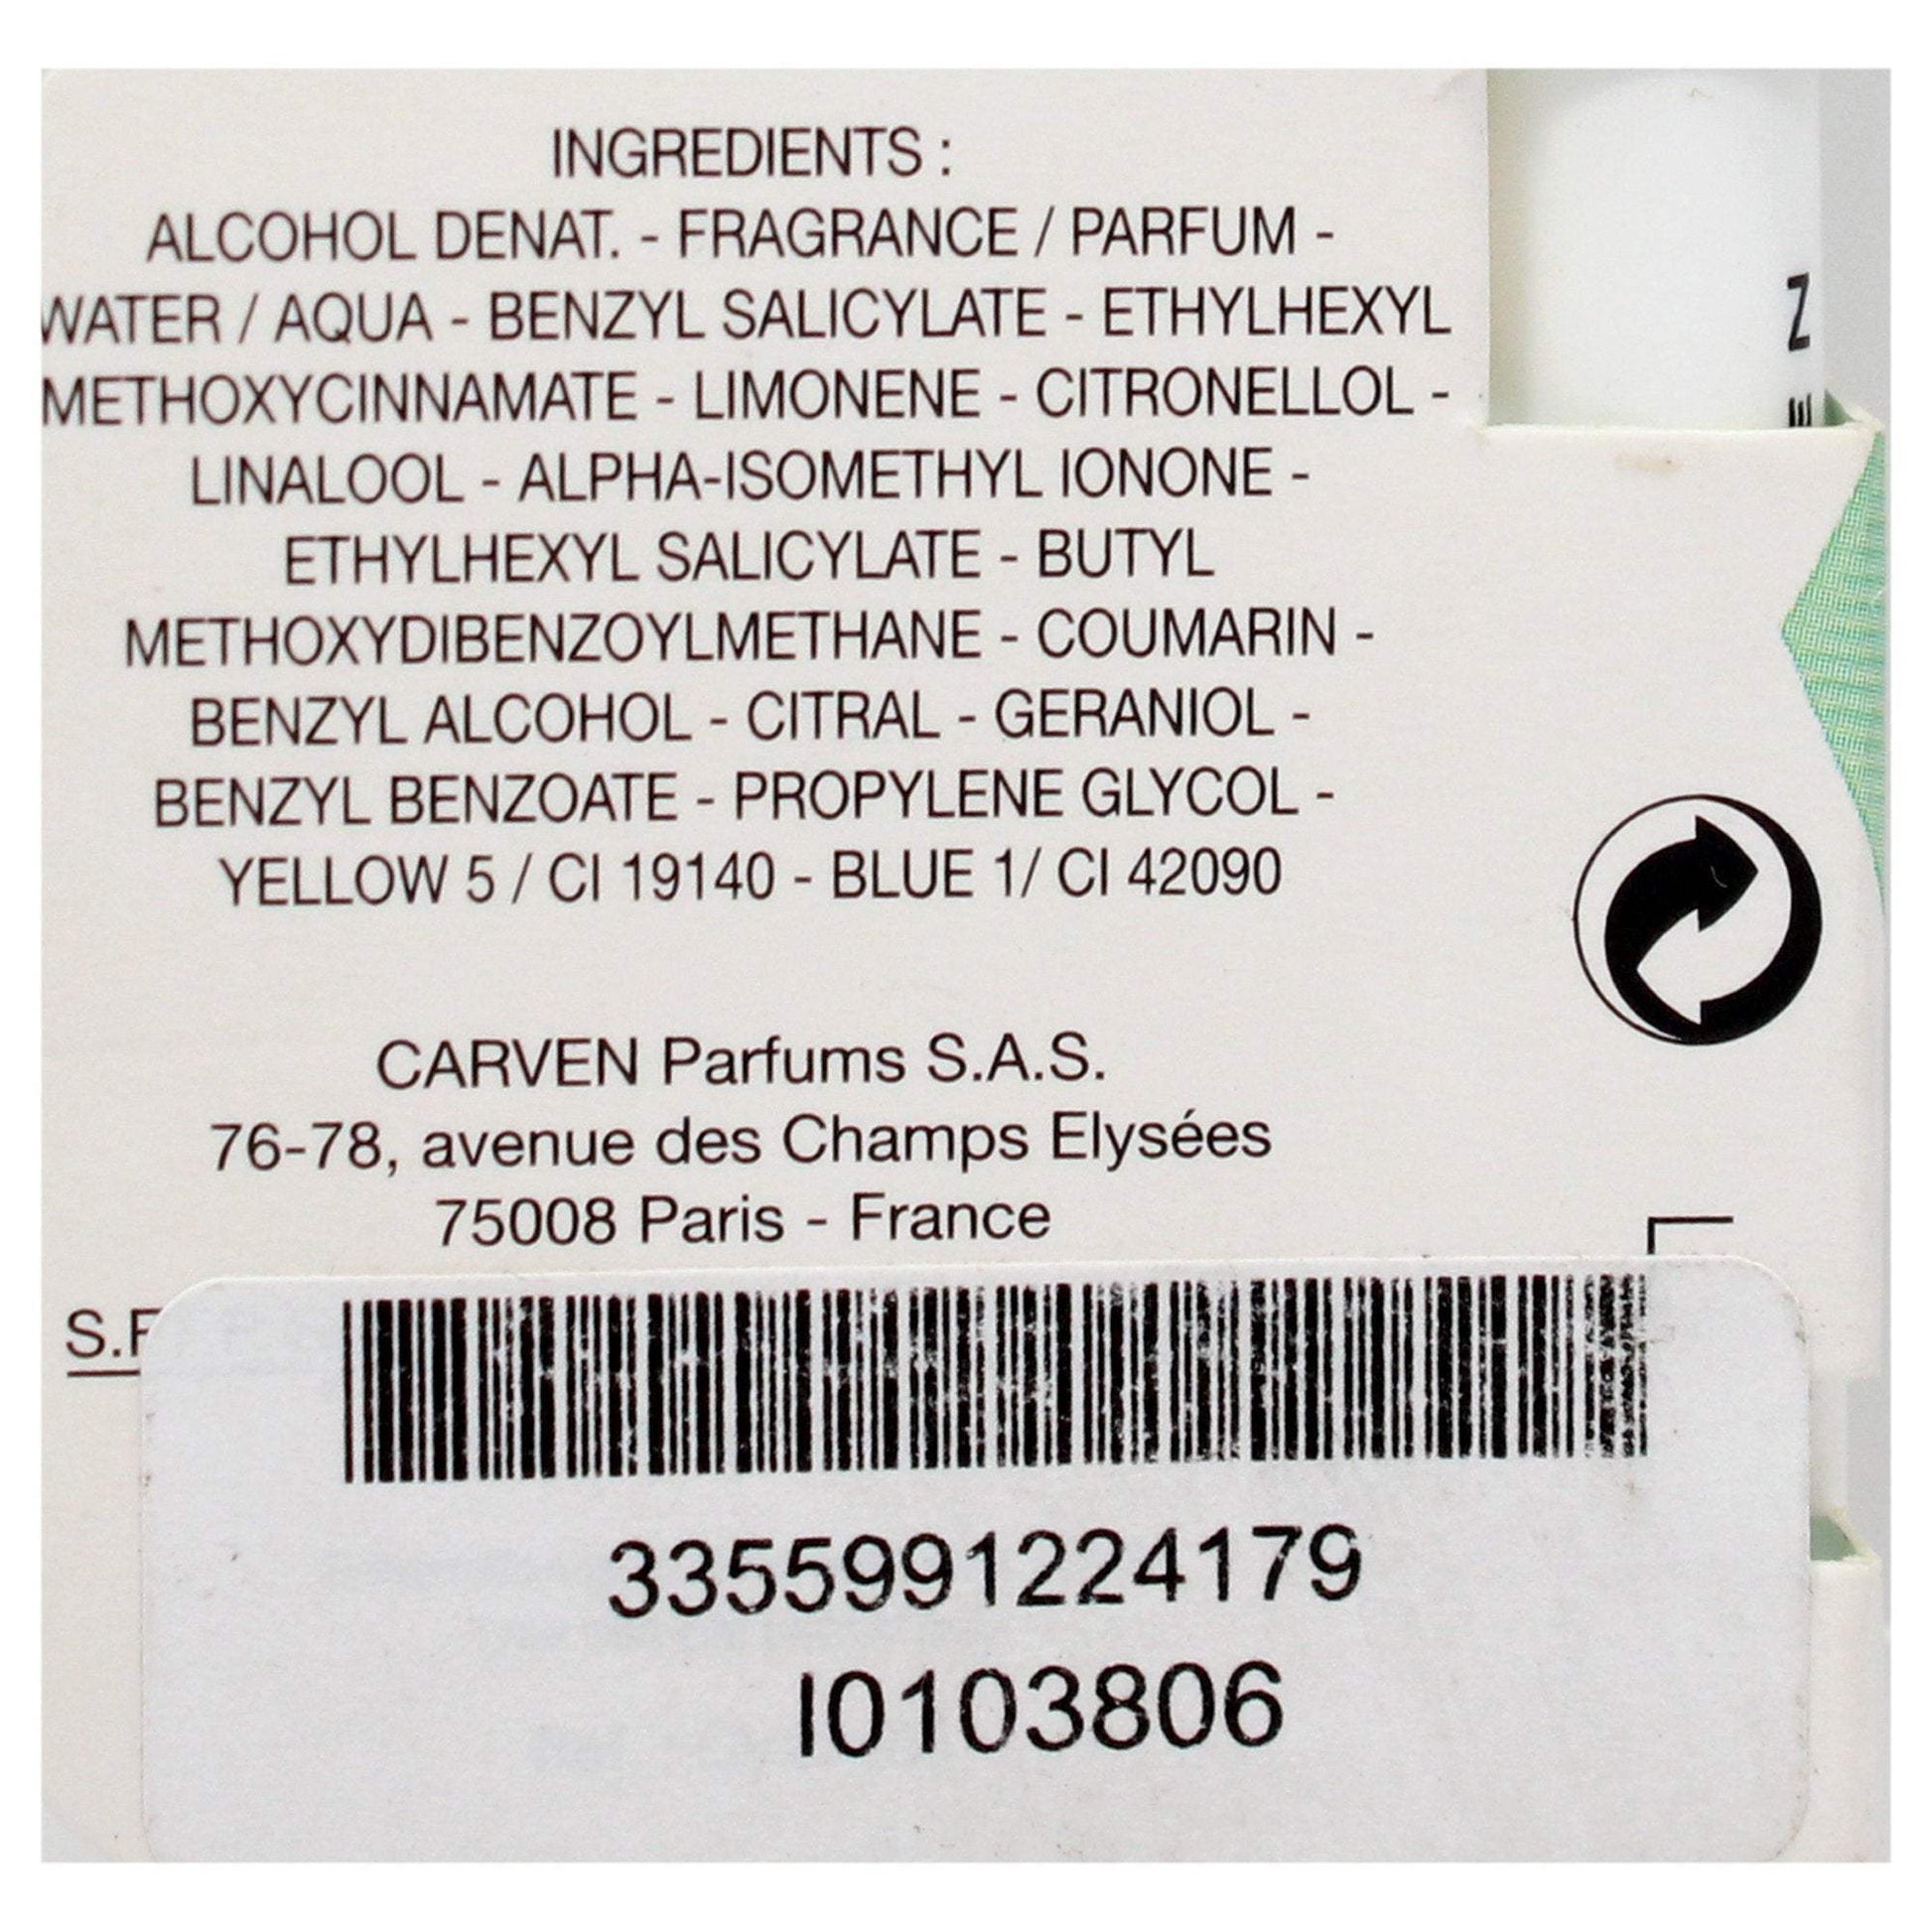 INGREDIENTS :
ALCOHOL DENAT. - FRAGRANCE / PARFUM -
WATER / AQUA - BENZYL SALICYLATE - ETHYLHEXYL
METHOXYCINNAMATE - LIMONENE - CITRONELLOL -
LINALOOL - ALPHA-ISOMETHYL IONONE -
ETHYLHEXYL SALICYLATE - BUTYL
METHOXYDIBENZOYLMETHANE - COUMARIN -
BENZYL ALCOHOL - CITRAL - GERANIOL -
BENZYL BENZOATE - PROPYLENE GLYCOL -
YELLOW 5 / CI 19140 - BLUE 1/ CI 42090
CARVEN Parfums S.A.S.
76-78, avenue des Champs Elysées
75008 Paris - France
3355991224179
I0103806